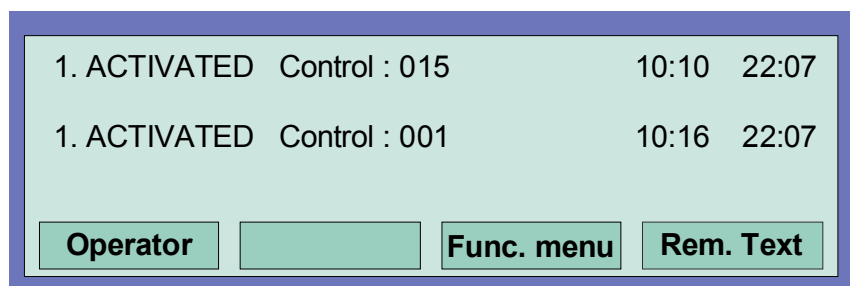 1. ACTIVATED Control : 015 10:10 22:07
1. ACTIVATED Control : 001 10:16 22:07
Operator Func. menu Rem. Text